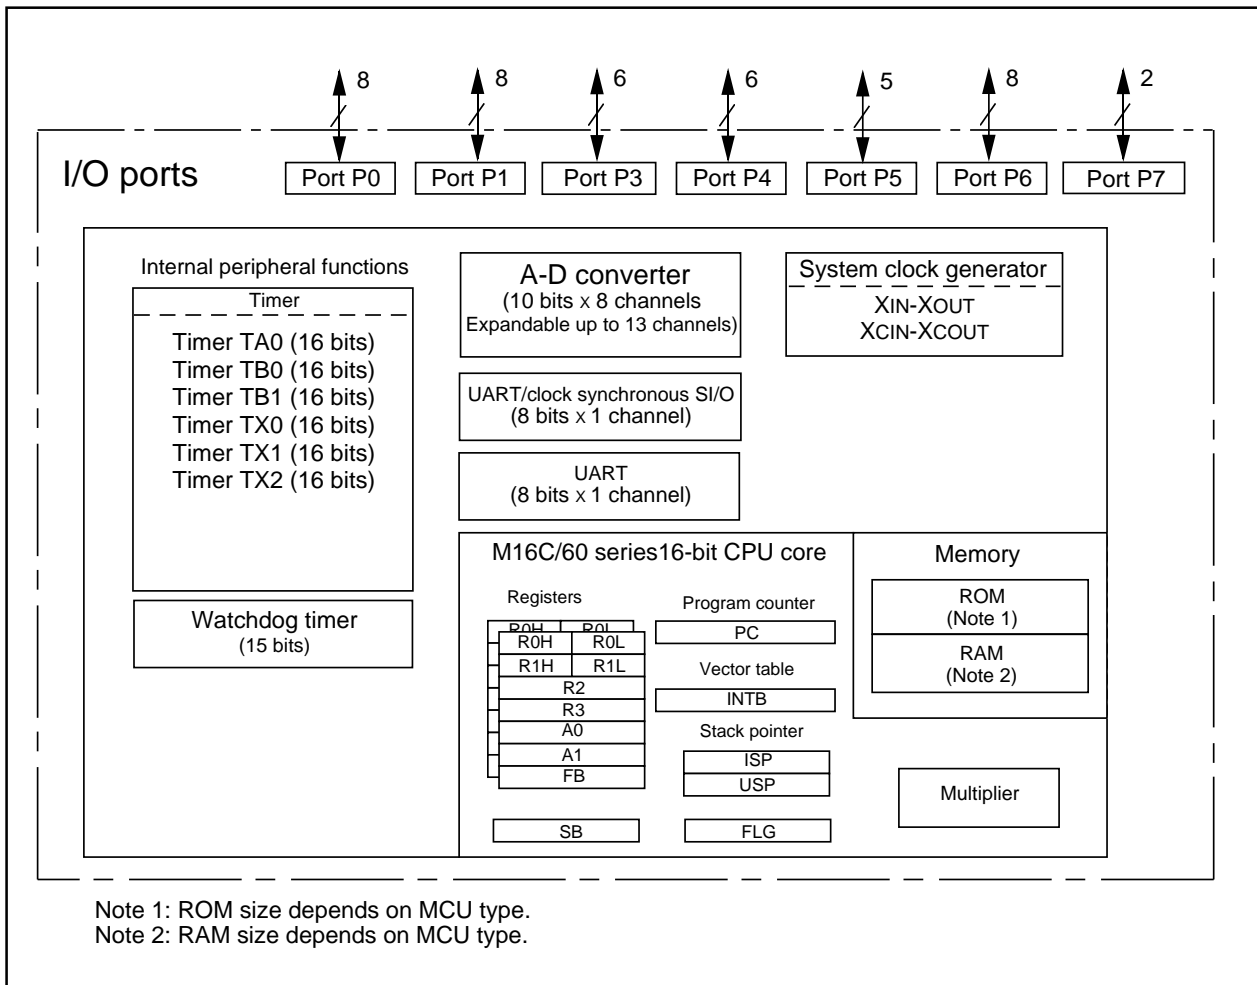 8 8 6 6 5 8 2
I/O ports
Port P0 Port P1 Port P3 Port P4 Port P5 Port P6 Port P7
Internal peripheral functions
Timer
Timer TA0 (16 bits)
Timer TB0 (16 bits)
Timer TB1 (16 bits)
Timer TX0 (16 bits)
Timer TX1 (16 bits)
Timer TX2 (16 bits)
Watchdog timer
(15 bits)
A-D converter
(10 bits x 8 channels
Expandable up to 13 channels)
UART/clock synchronous SI/O
(8 bits x 1 channel)
UART
(8 bits x 1 channel)
System clock generator
XIN-XOUT
XCIN-XCOUT
M16C/60 series16-bit CPU core
Registers
R0H R0L
R0H R0L
R1H R1L
R2
R3
A0
A1
FB
SB
Program counter
PC
Vector table
INTB
Stack pointer
ISP
USP
FLG
Memory
ROM
(Note 1)
RAM
(Note 2)
Multiplier
Note 1: ROM size depends on MCU type.
Note 2: RAM size depends on MCU type.